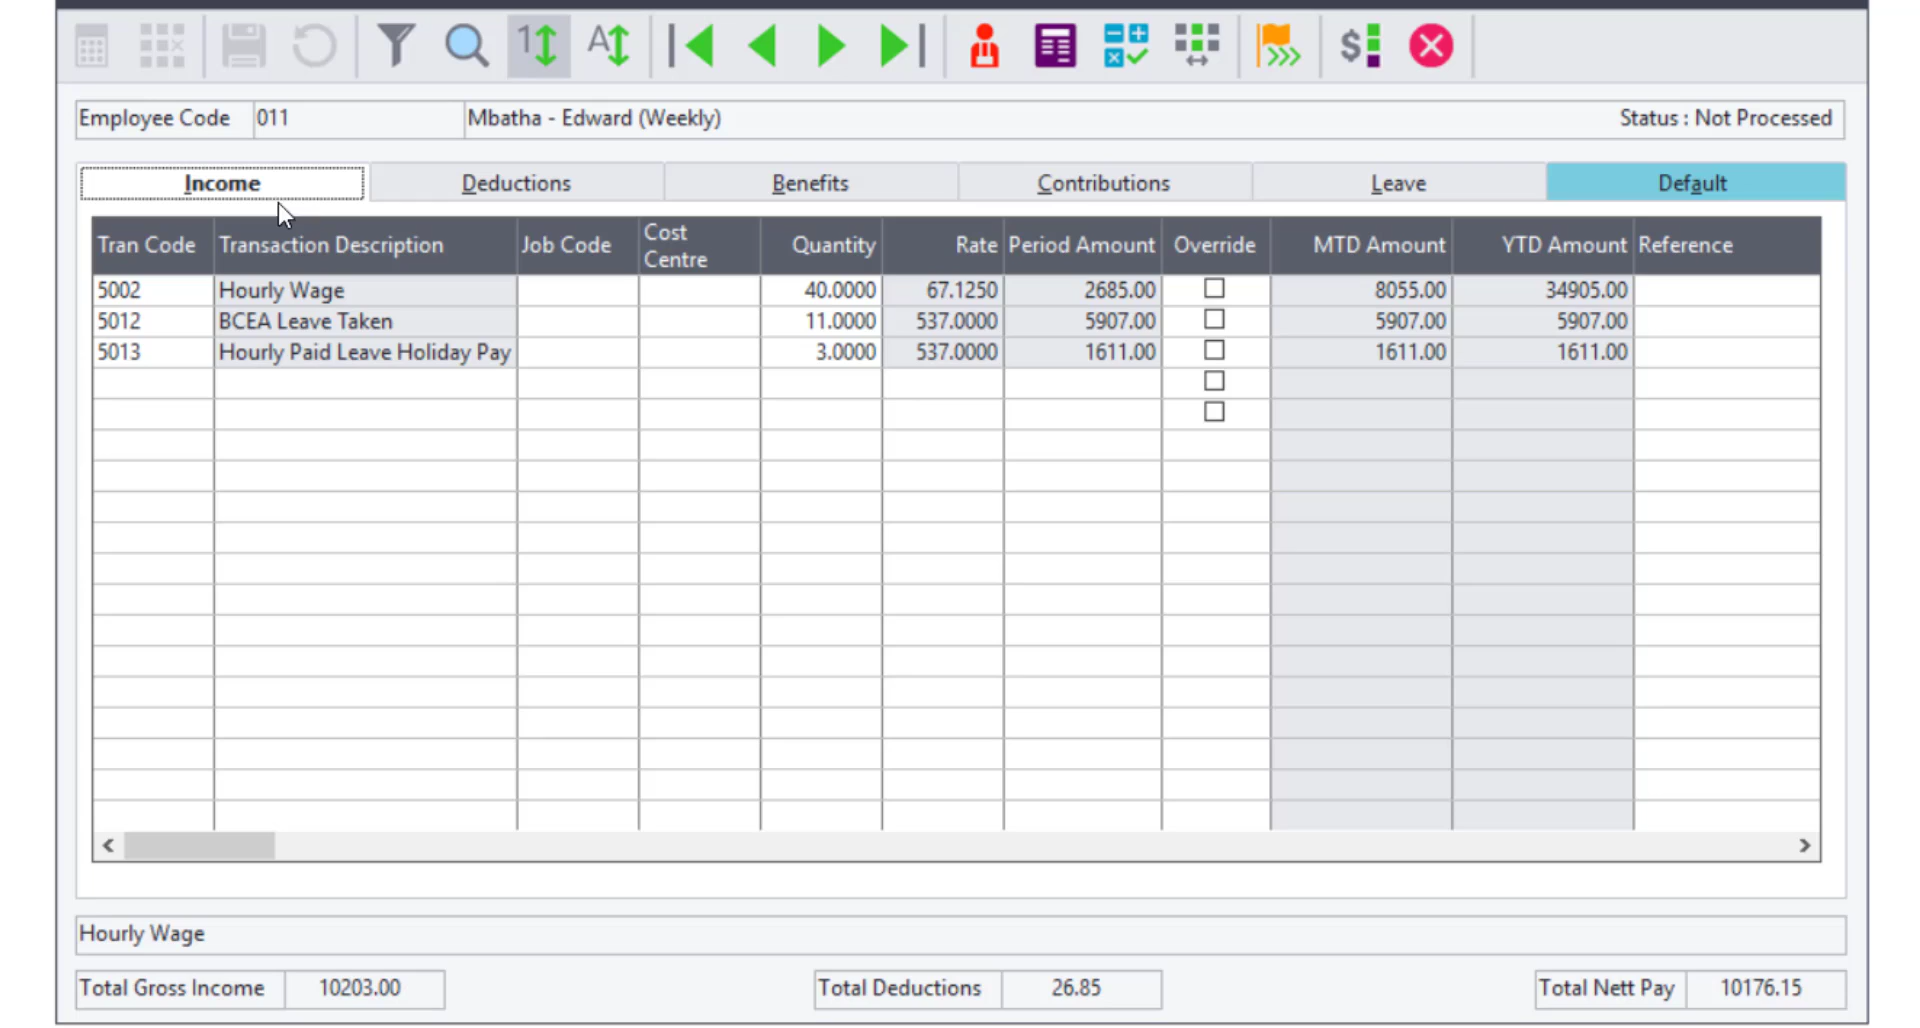 Employee Code 011 Mbatha - Edward (Weekly) Status : Not Processed
Income Deductions Benefits Contributions Leave Default
Tran Code Transaction Description Job Code Cost Centre Quantity Rate Period Amount Override MTD Amount YTD Amount Reference
5002 Hourly Wage 40.0000 67.1250 2685.00 8055.00 34905.00
5012 BCEA Leave Taken 11.0000 537.0000 5907.00 5907.00 5907.00
5013 Hourly Paid Leave Holiday Pay 3.0000 537.0000 1611.00 1611.00 1611.00
Hourly Wage
Total Gross Income 10203.00 Total Deductions 26.85 Total Nett Pay 10176.15